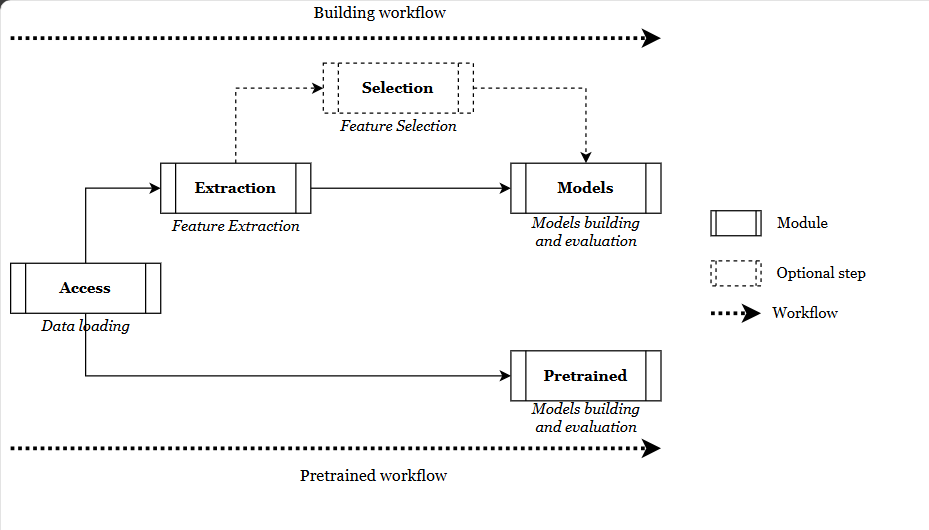 Building workflow
Selection
Feature Selection
Extraction
Feature Extraction
Models
Models building
and evaluation
Module
Access
Data loading
Optional step
Workflow
Pretrained
Models building
and evaluation
Pretrained workflow